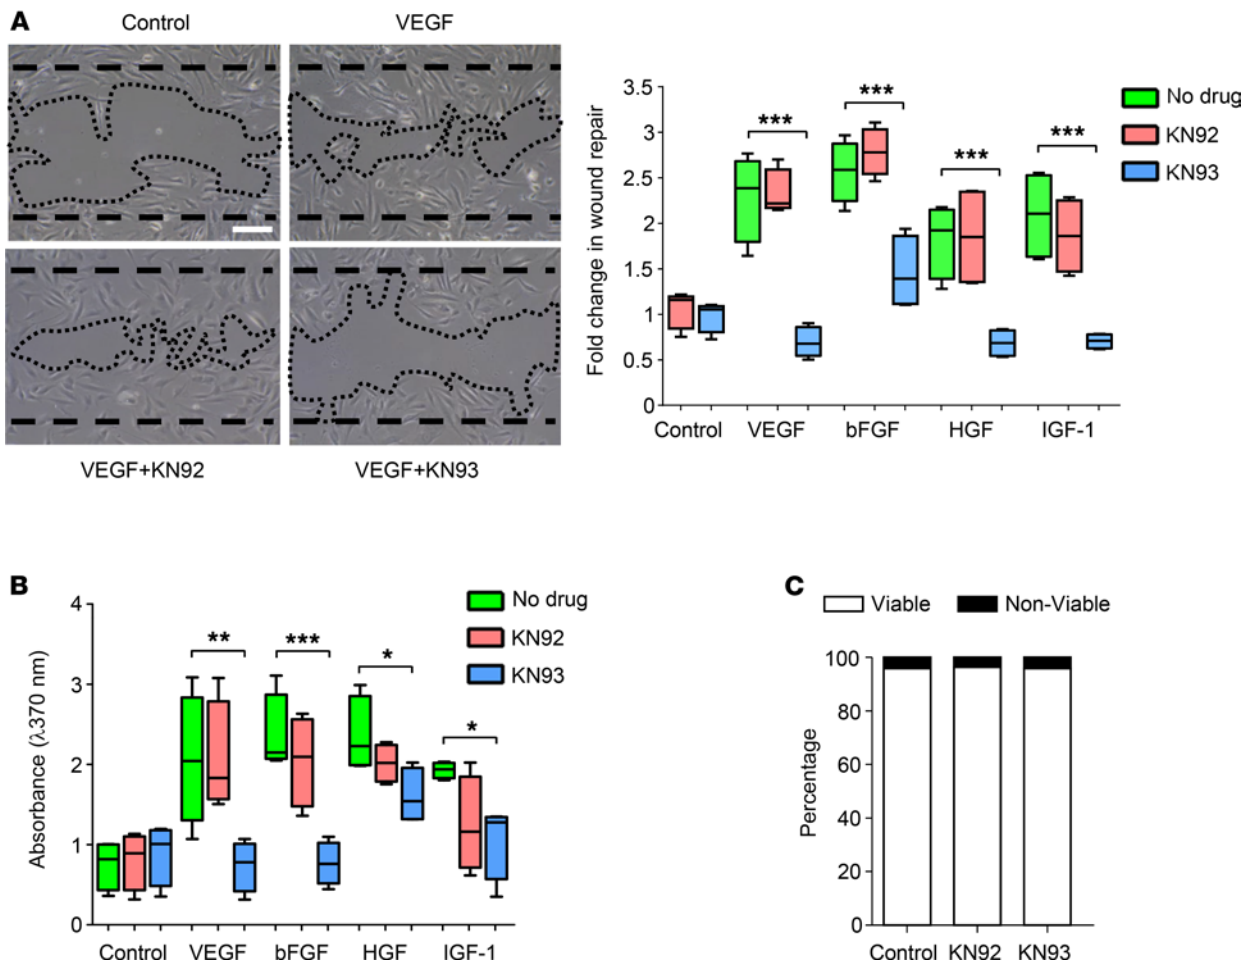 A
Control
VEGF
VEGF+KN92
VEGF+KN93
Fold change in wound repair
3.5
3
2.5
2
1.5
1
0.5
0
***
***
***
***
No drug
KN92
KN93
Control
VEGF
bFGF
HGF
IGF-1
B
Absorbance (λ370 nm)
4
3
2
1
0
**
***
*
*
No drug
KN92
KN93
Control
VEGF
bFGF
HGF
IGF-1
C
Viable
Non-Viable
Percentage
100
80
60
40
20
0
Control
KN92
KN93